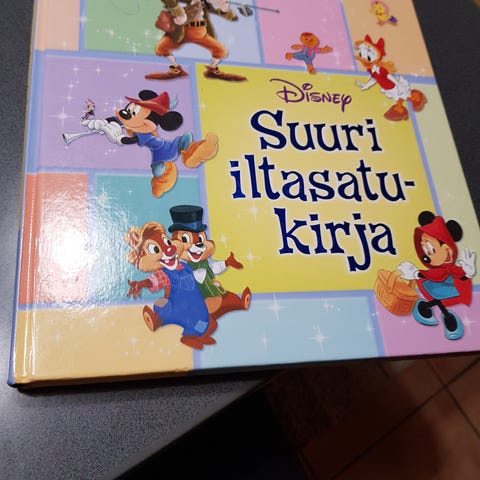 Disney
Suuri
iltasatu-
kirja